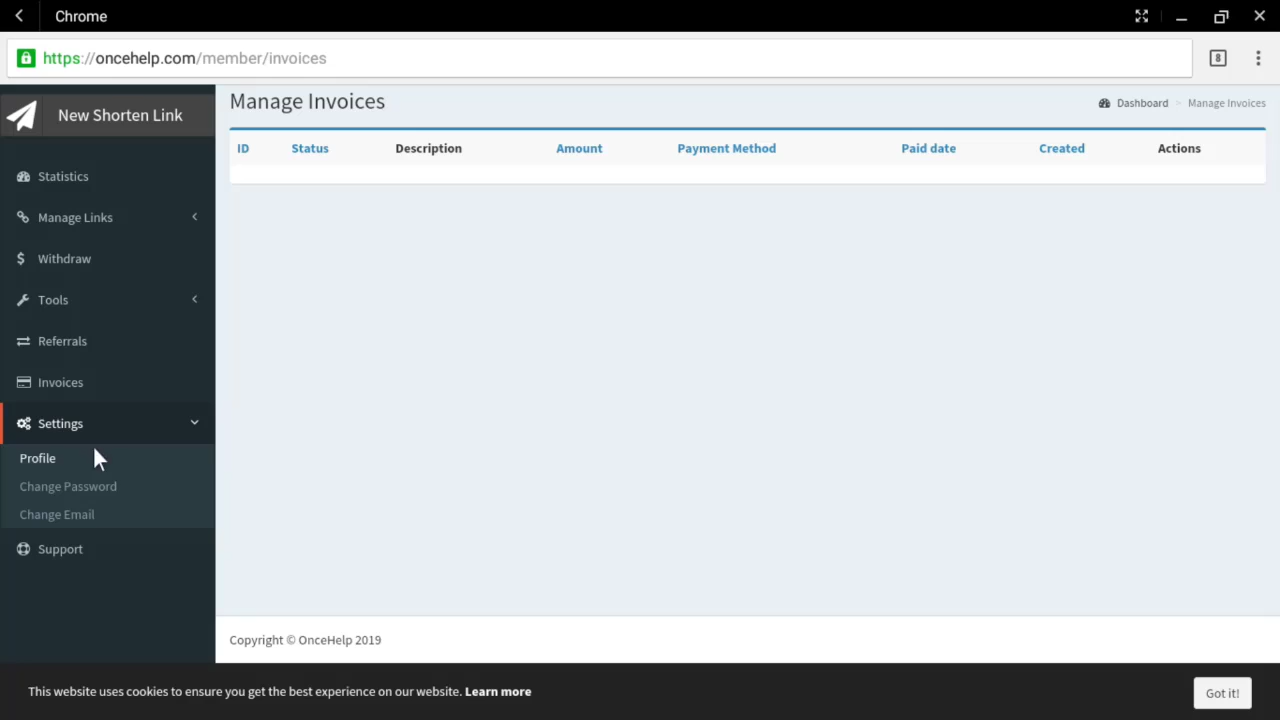 Chrome
https://oncehelp.com/member/invoices
8
New Shorten Link
Manage Invoices
Dashboard > Manage Invoices
ID Status Description Amount Payment Method Paid date Created Actions
Statistics
Manage Links
$ Withdraw
Tools
Referrals
Invoices
Settings
Profile
Change Password
Change Email
Support
Copyright © OnceHelp 2019
This website uses cookies to ensure you get the best experience on our website. Learn more
Got it!